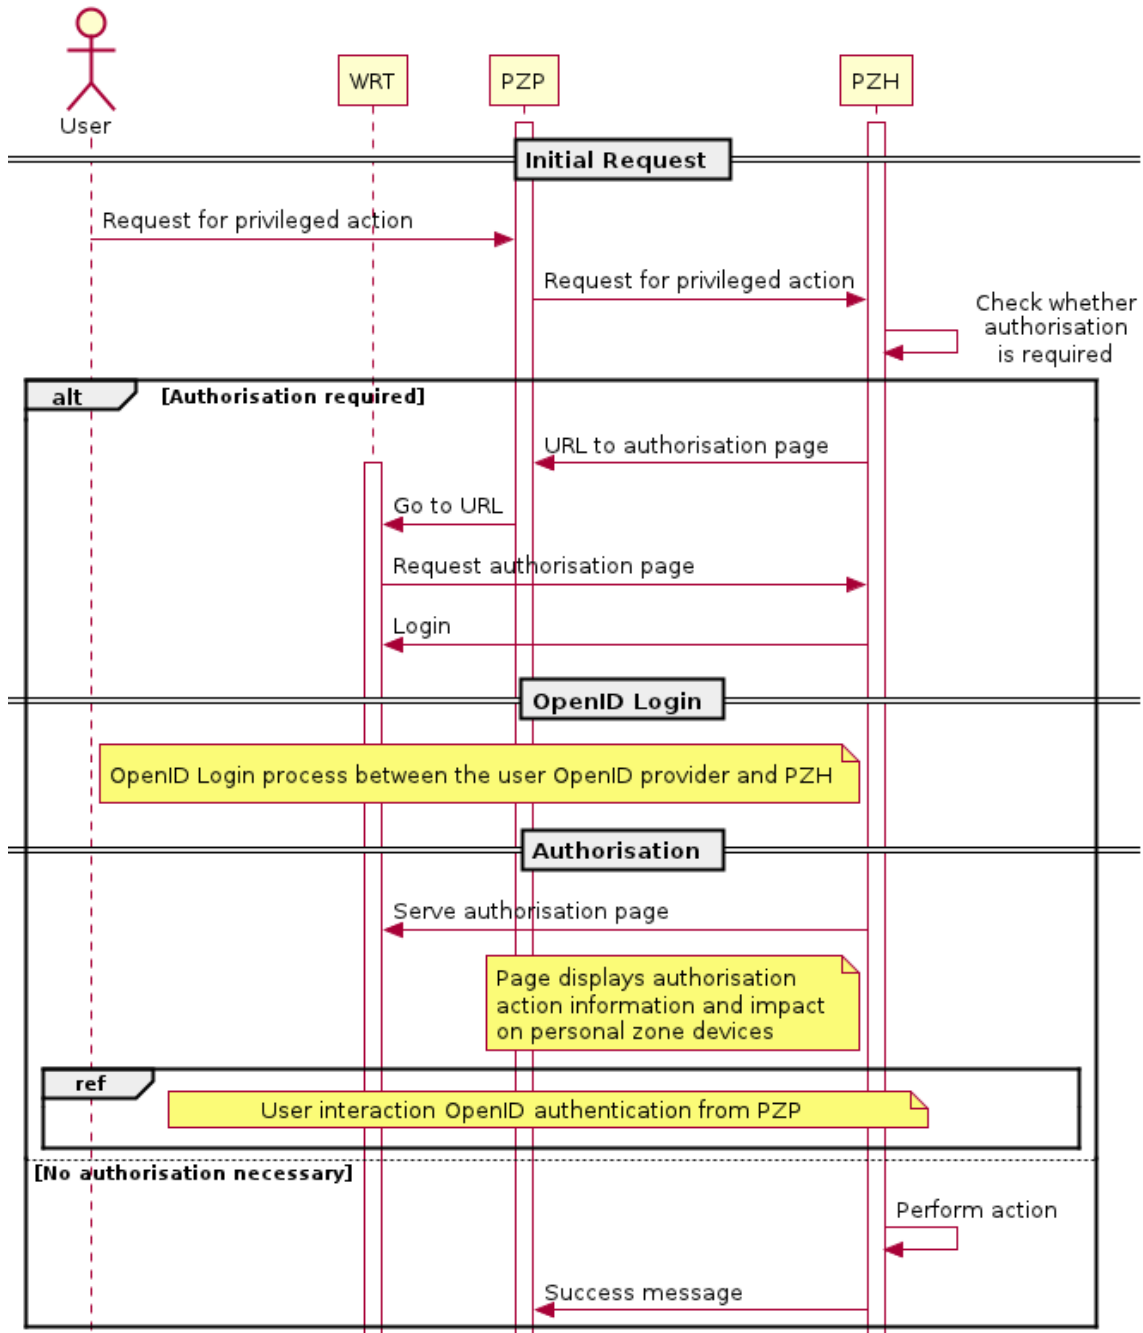 User
WRT
PZP
PZH
Initial Request
Request for privileged action
Request for privileged action
Check whether
authorisation
is required
alt
[Authorisation required]
URL to authorisation page
Go to URL
Request authorisation page
Login
OpenID Login
OpenID Login process between the user OpenID provider and PZH
Authorisation
Serve authorisation page
Page displays authorisation
action information and impact
on personal zone devices
ref
User interaction OpenID authentication from PZP
[No authorisation necessary]
Perform action
Success message